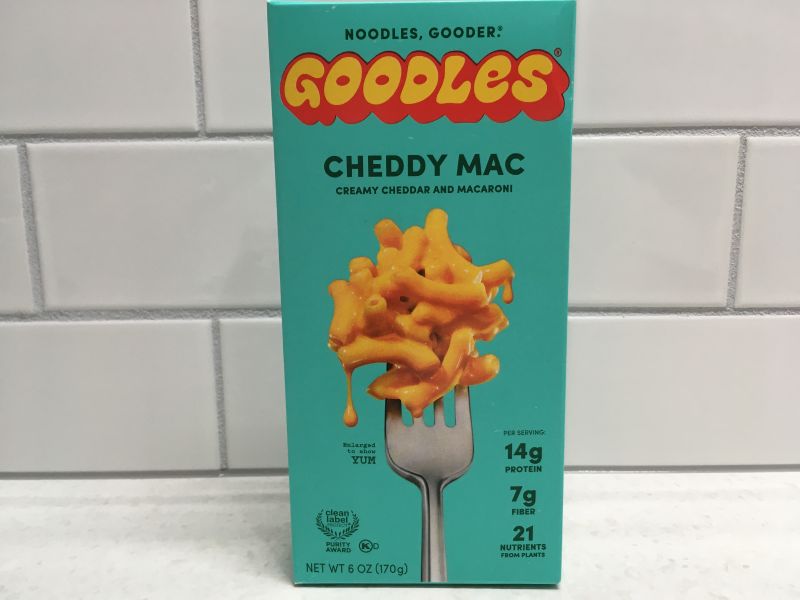 NOODLES, GOODER.®
GOODLES®
CHEDDY MAC
CREAMY CHEDDAR AND MACARONI
Enlarged
to show
YUM
PER SERVING:
14g
PROTEIN
7g
FIBER
21
NUTRIENTS
FROM PLANTS
clean
label
PROJECT
PURITY
AWARD
K D
NET WT 6 OZ (170g)